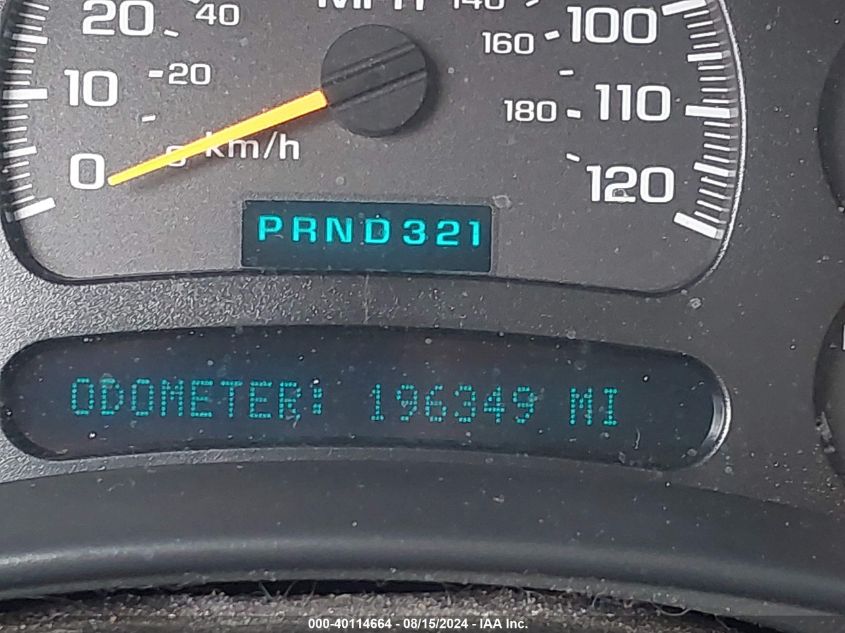 20 40 MPH 140 100
160
10 20 180 110
0 km/h 120
PRND321
ODOMETER: 196349 MI
000-40114664 - 08/15/2024 - IAA Inc.